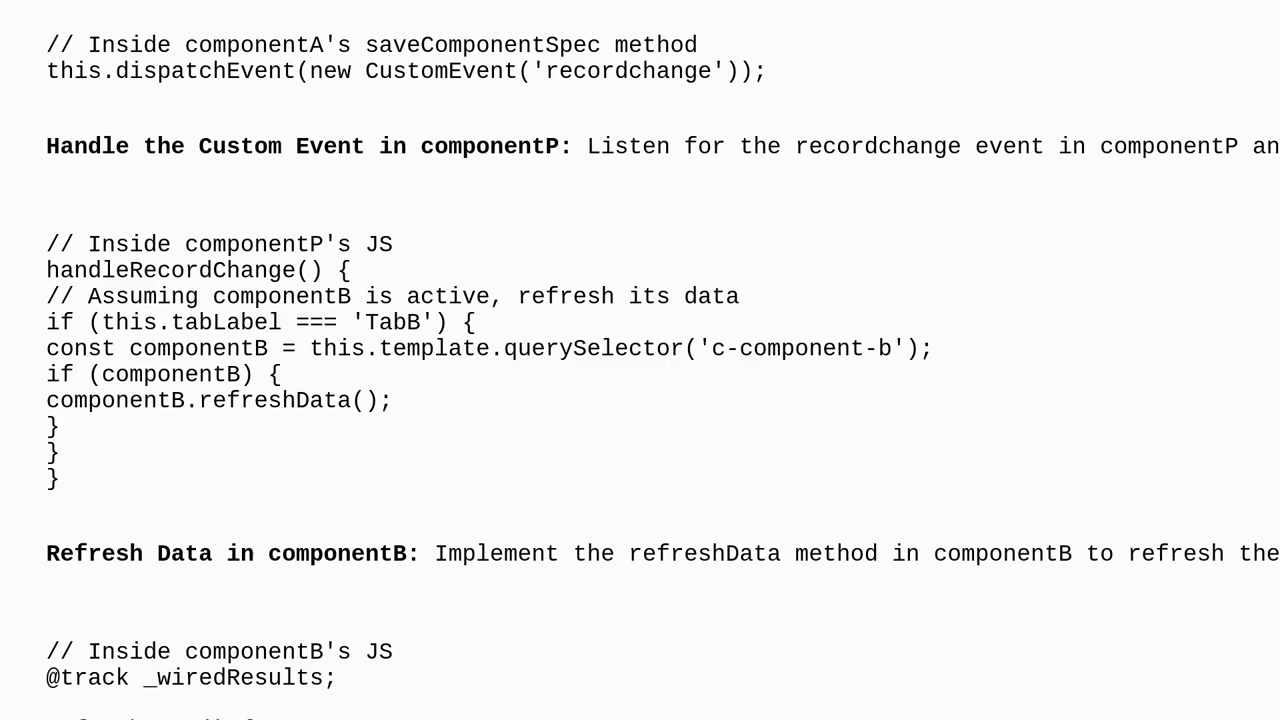 // Inside componentA's saveComponentSpec method
this.dispatchEvent(new CustomEvent('recordchange'));
Handle the Custom Event in componentP: Listen for the recordchange event in componentP an
// Inside componentP's JS
handleRecordChange() {
// Assuming componentB is active, refresh its data
if (this.tabLabel === 'TabB') {
const componentB = this.template.querySelector('c-component-b');
if (componentB) {
componentB.refreshData();
}
}
}
Refresh Data in componentB: Implement the refreshData method in componentB to refresh the
// Inside componentB's JS
@track _wiredResults;